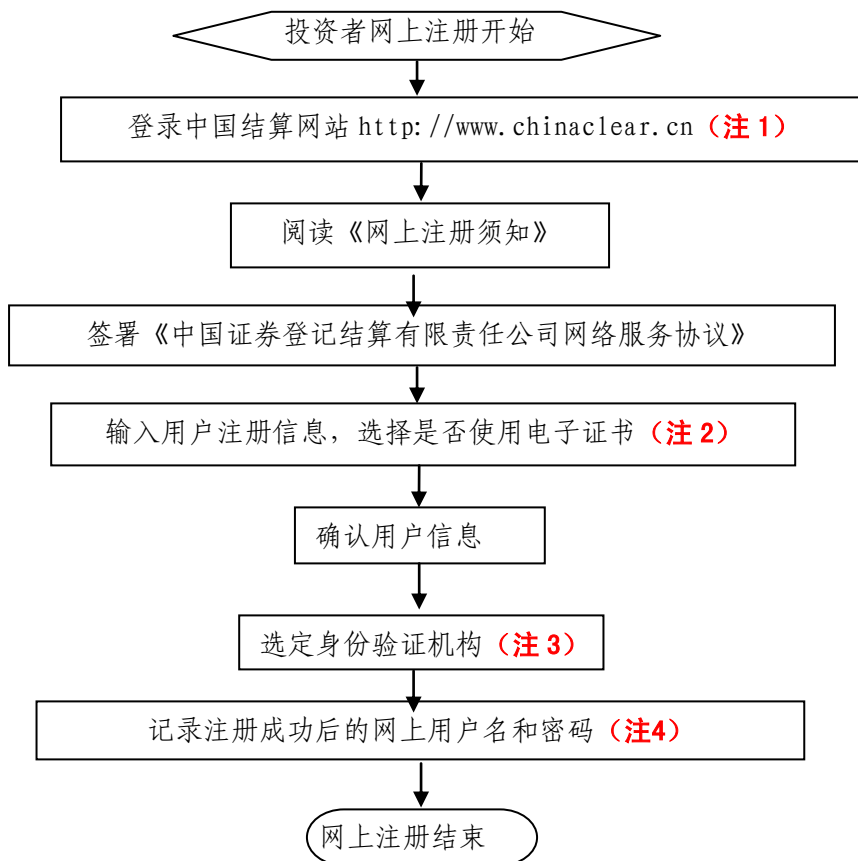 投资者网上注册开始
登录中国结算网站 http://www.chinaclear.cn（注 1）
阅读《网上注册须知》
签署《中国证券登记结算有限责任公司网络服务协议》
输入用户注册信息，选择是否使用电子证书（注 2）
确认用户信息
选定身份验证机构（注 3）
记录注册成功后的网上用户名和密码（注4）
网上注册结束